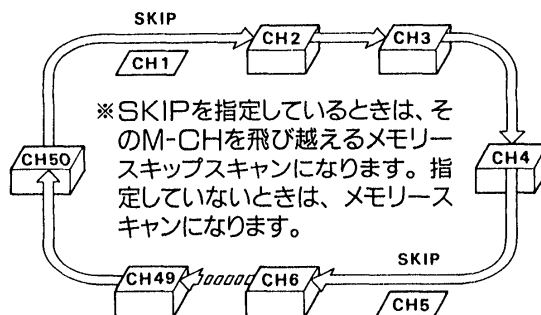 SKIP
CH1
CH2
CH3
※SKIPを指定しているときは、そ
のM-CHを飛び越えるメモリー
スキップスキャンになります。指
定していないときは、メモリース
キャンになります。
CH50
CH4
SKIP
CH49
CH6
CH5